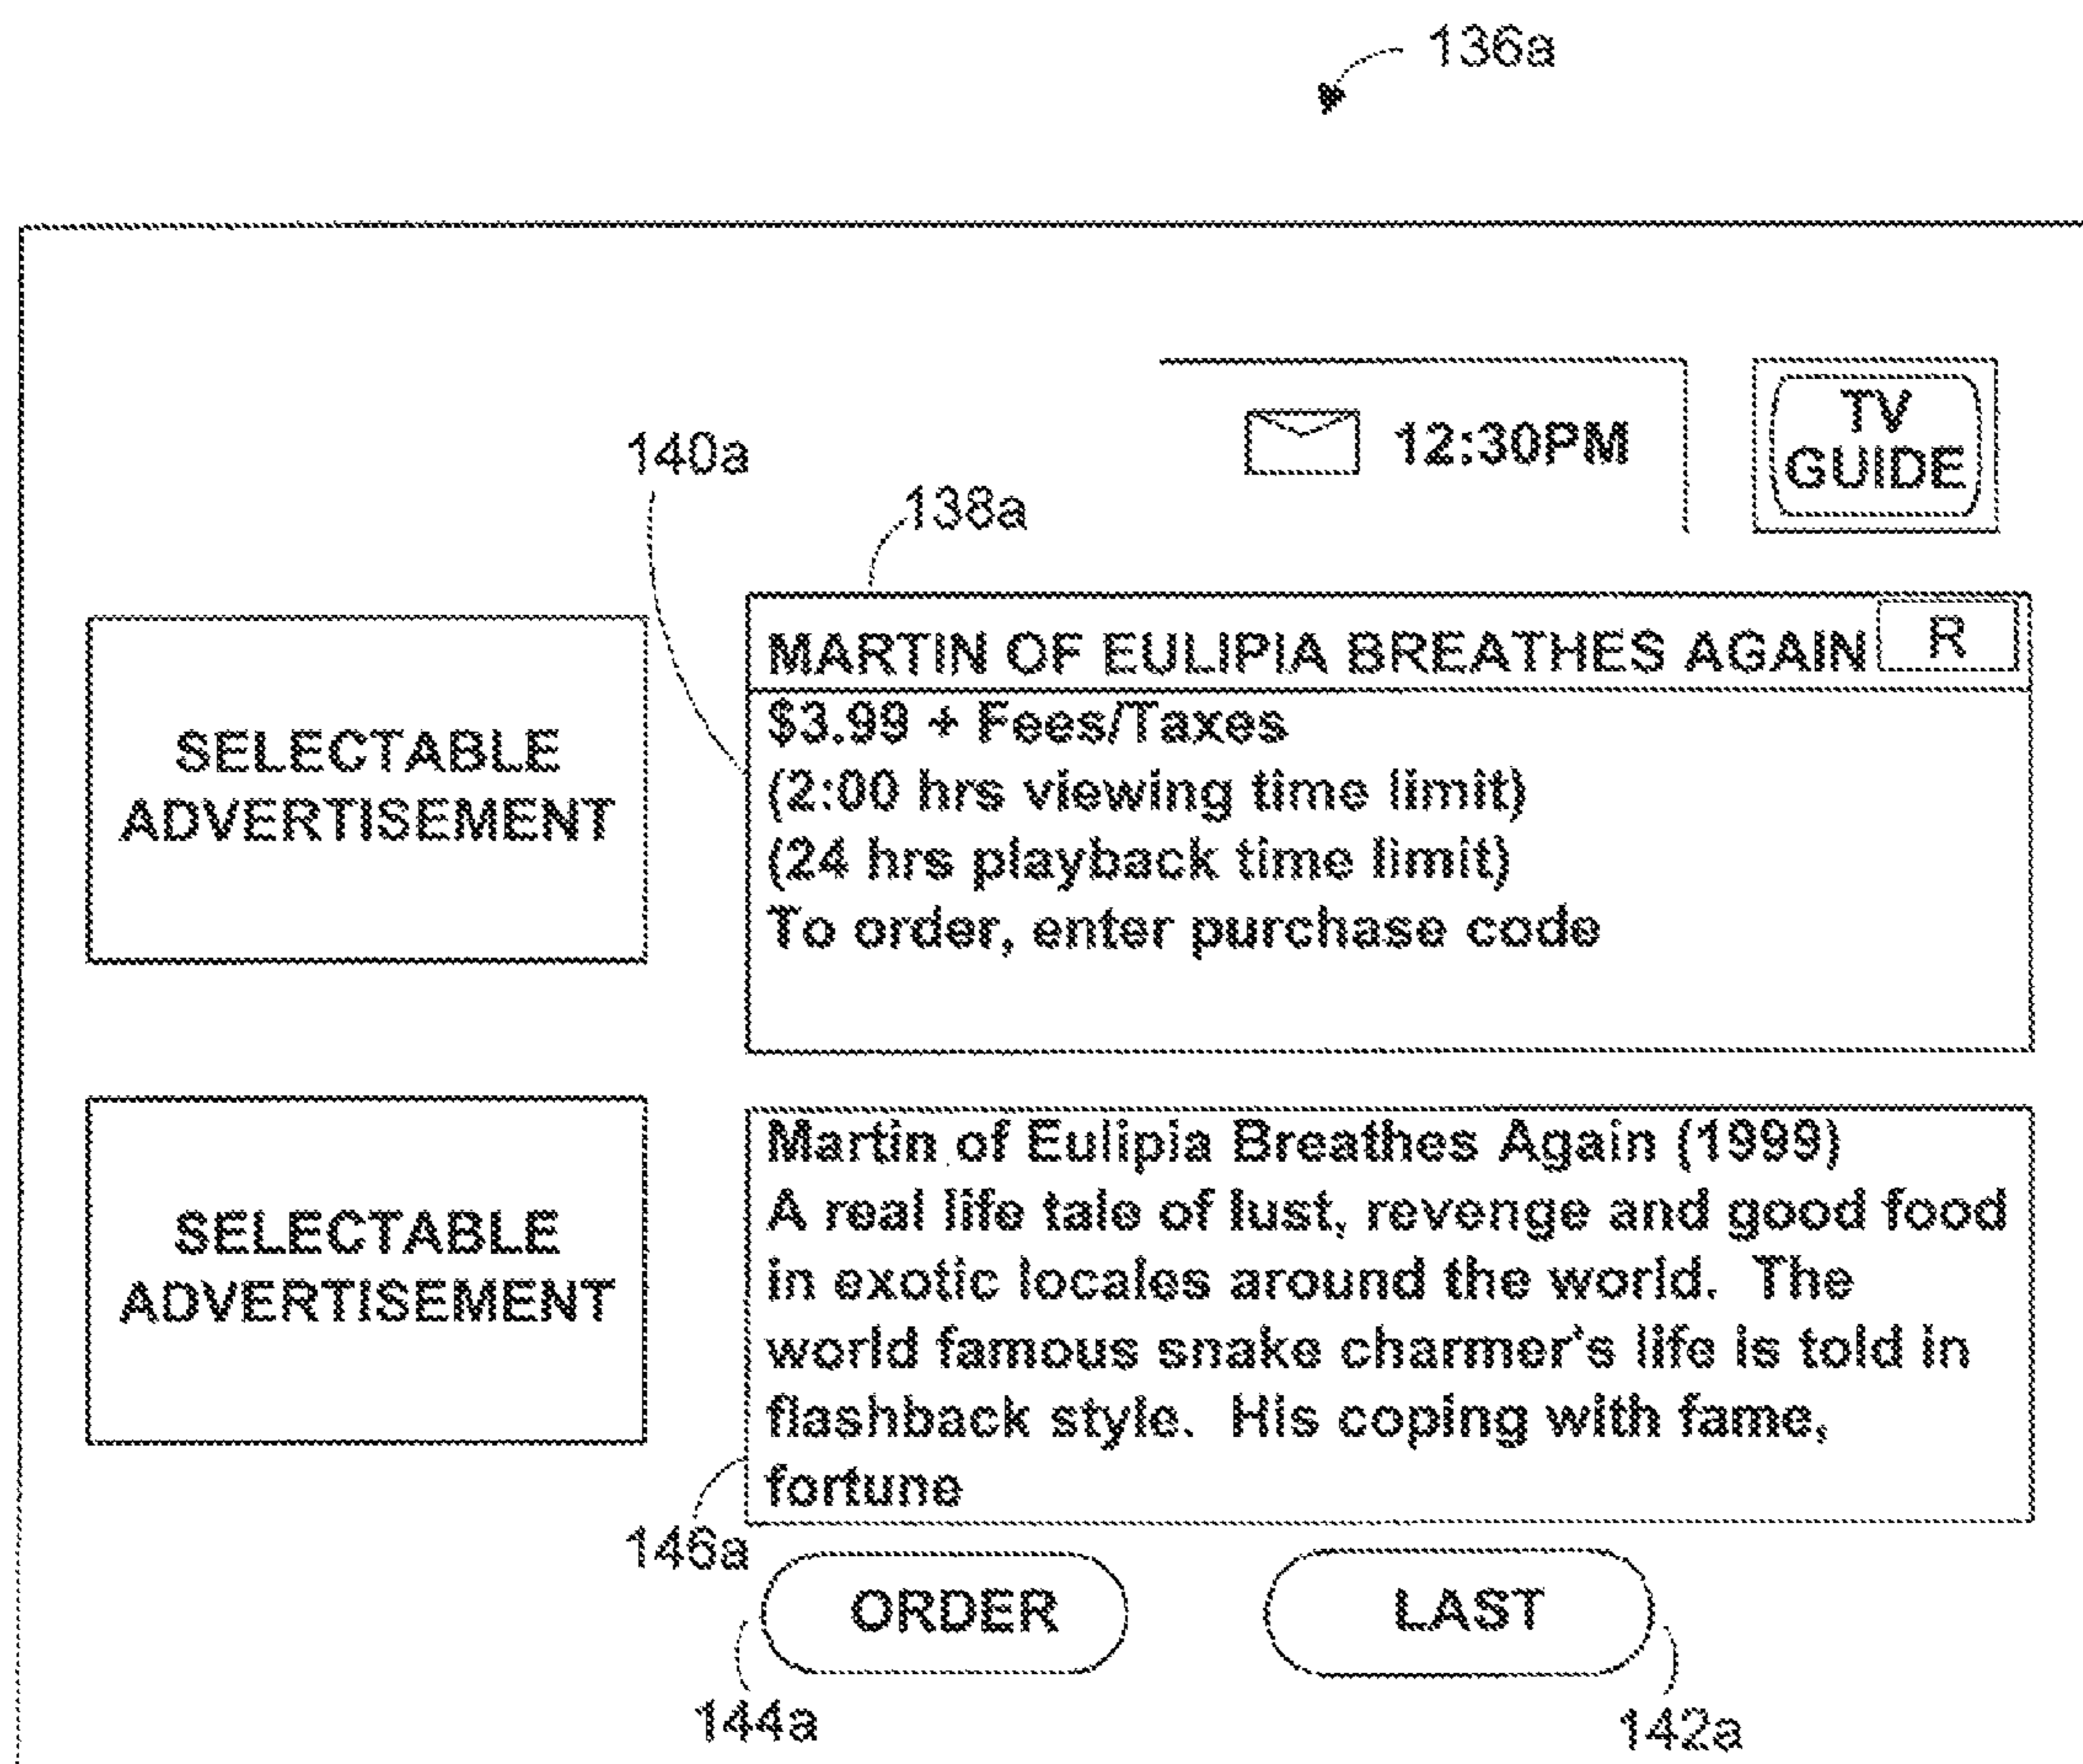 136a
12:30PM
TV
GUIDE
140a
138a
MARTIN OF EULIPIA BREATHES AGAIN R
SELECTABLE
ADVERTISEMENT
$3.99 + Fees/Taxes
(2:00 hrs viewing time limit)
(24 hrs playback time limit)
To order, enter purchase code
SELECTABLE
ADVERTISEMENT
Martin of Eulipia Breathes Again (1999)
A real life tale of lust, revenge and good food
in exotic locales around the world. The
world famous snake charmer's life is told in
flashback style. His coping with fame,
fortune
146a
ORDER
LAST
144a
142a